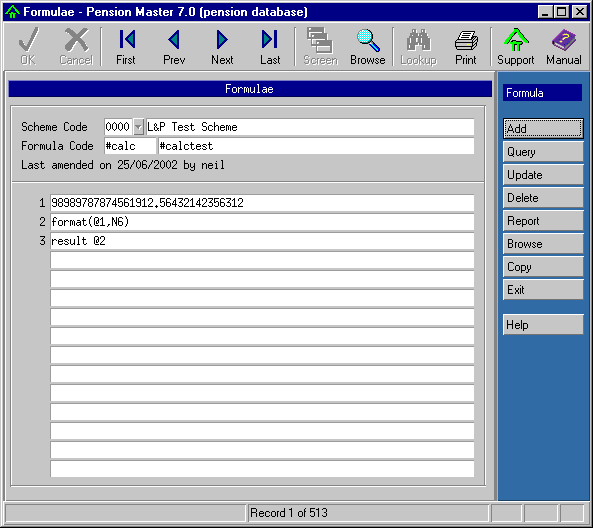 Formulae - Pension Master 7.0 (pension database)
OK Cancel First Prev Next Last Screen Browse Lookup Print Support Manual
Formulae
Formula
Scheme Code 0000 L&P Test Scheme
Formula Code #calc #calctest
Last amended on 25/06/2002 by neil
1 98989787874561912.56432142356312
2 format(@1,N6)
3 result @2
Add
Query
Update
Delete
Report
Browse
Copy
Exit
Help
Record 1 of 513